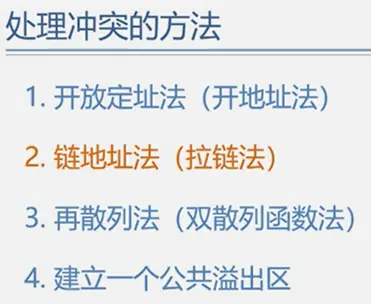 处理冲突的方法
1. 开放定址法（开地址法）
2. 链地址法（拉链法）
3. 再散列法（双散列函数法）
4. 建立一个公共溢出区